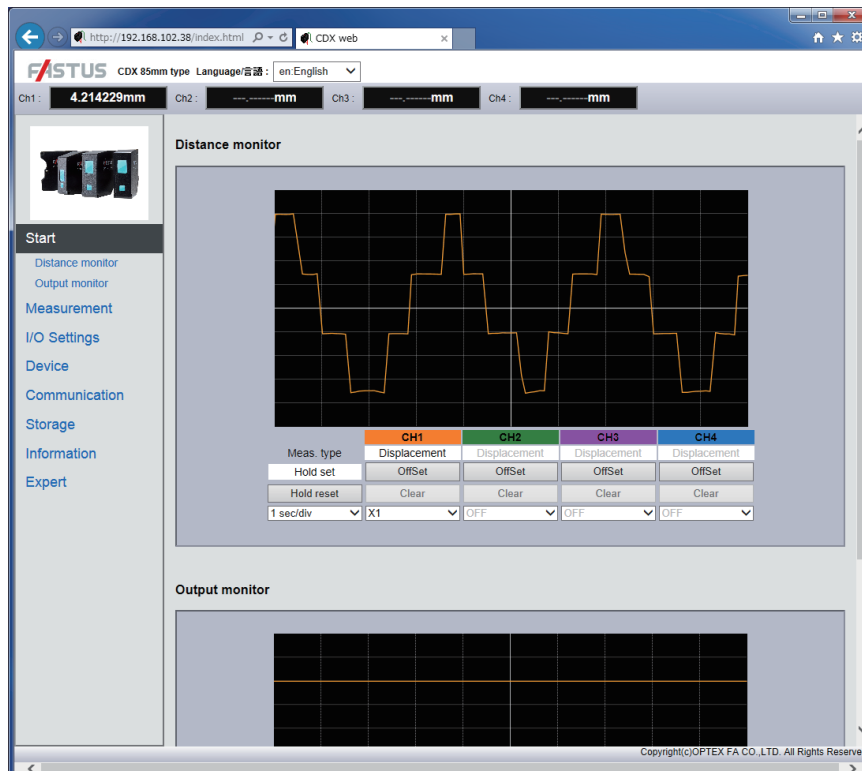 http://192.168.102.38/index.html
CDX web
FASTUS CDX 85mm type Language/言語 : en:English
Ch1 : 4.214229mm Ch2 : ---.------mm Ch3 : ---.------mm Ch4 : ---.------mm
Start
Distance monitor
Output monitor
Measurement
I/O Settings
Device
Communication
Storage
Information
Expert
Distance monitor
CH1 CH2 CH3 CH4
Meas. type Displacement Displacement Displacement Displacement
Hold set OffSet OffSet OffSet OffSet
Hold reset Clear Clear Clear Clear
1 sec/div X1 OFF OFF OFF
Output monitor
Copyright(c)OPTEX FA CO.,LTD. All Rights Reserve